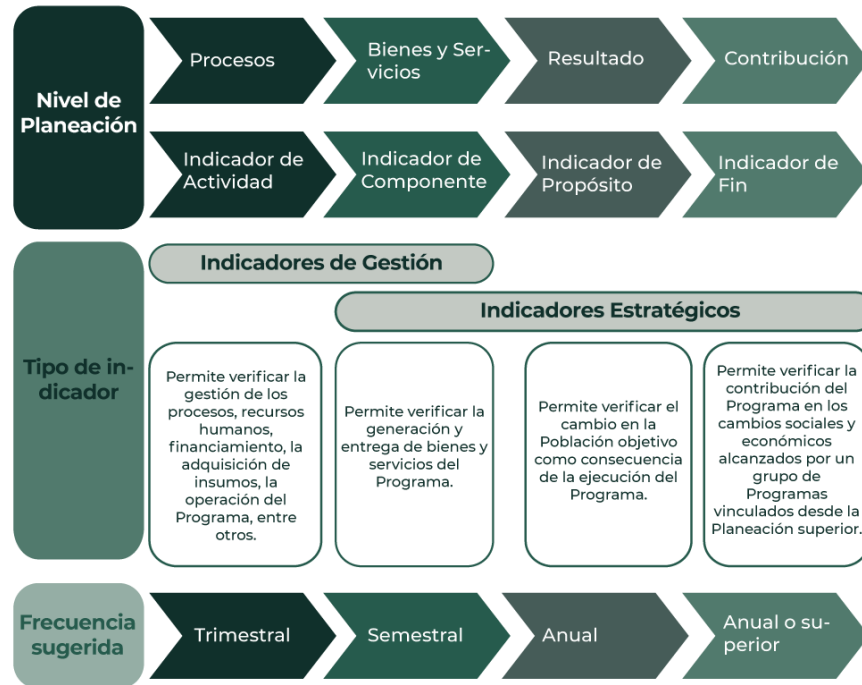 Nivel de
Planeación
Procesos
Bienes y Ser-
vicios
Resultado
Contribución
Indicador de
Actividad
Indicador de
Componente
Indicador de
Propósito
Indicador de
Fin
Tipo de in-
dicador
Indicadores de Gestión
Indicadores Estratégicos
Permite verificar la
gestión de los
procesos, recursos
humanos,
financiamiento, la
adquisición de
insumos, la
operación del
Programa, entre
otros.
Permite verificar la
generación y
entrega de bienes y
servicios del
Programa.
Permite verificar el
cambio en la
Población objetivo
como consecuencia
de la ejecución del
Programa.
Permite verificar la
contribución del
Programa en los
cambios sociales y
económicos
alcanzados por un
grupo de
Programas
vinculados desde la
Planeación superior.
Frecuencia
sugerida
Trimestral
Semestral
Anual
Anual o su-
perior